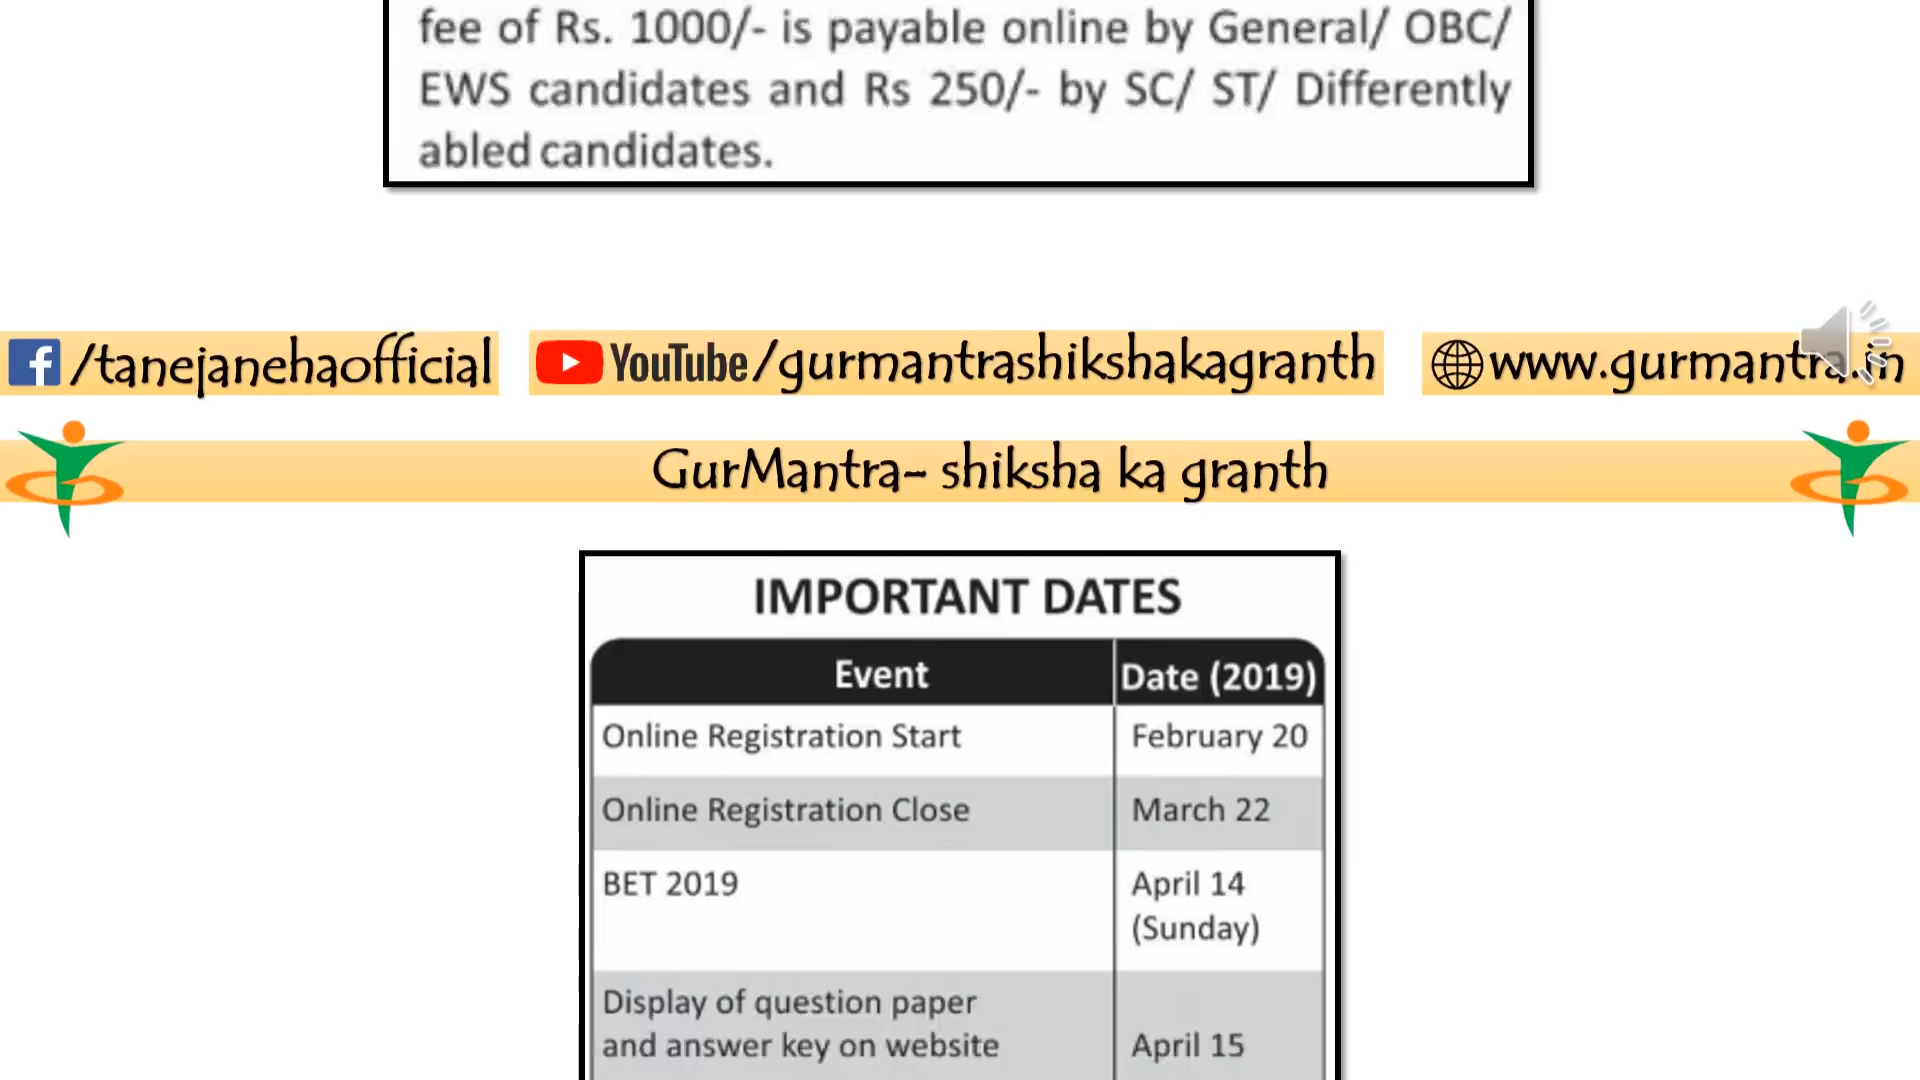 fee of Rs. 1000/- is payable online by General/ OBC/
EWS candidates and Rs 250/- by SC/ ST/ Differently
abled candidates.
/tanejanehaofficial
YouTube/gurmantrashikshakagranth
www.gurmantra.in
GurMantra- shiksha ka granth
IMPORTANT DATES
Event Date (2019)
Online Registration Start February 20
Online Registration Close March 22
BET 2019 April 14
(Sunday)
Display of question paper
and answer key on website April 15